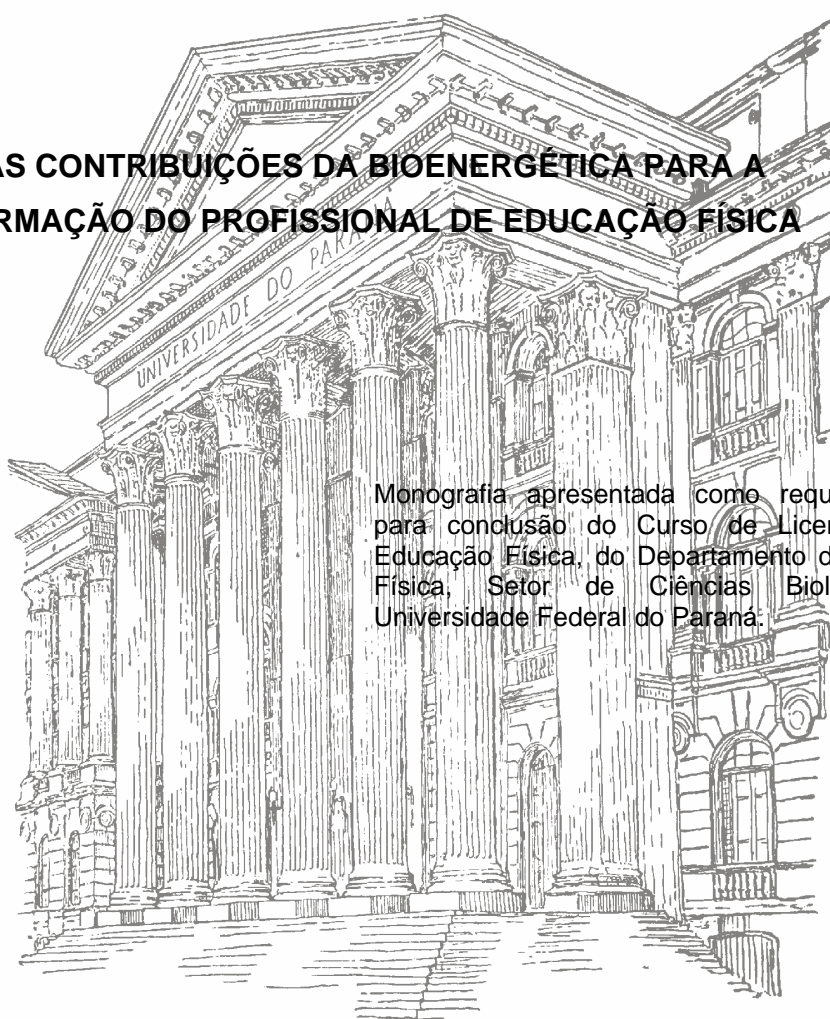 AS CONTRIBUIÇÕES DA BIOENERGÉTICA PARA A
RMAÇÃO DO PROFISSIONAL DE EDUCAÇÃO FÍSICA
UNIVERSIDADE DO PARANÁ
Monografia apresentada como requ
para conclusão do Curso de Licen
Educação Física, do Departamento d
Física, Setor de Ciências Biol
Universidade Federal do Paraná.